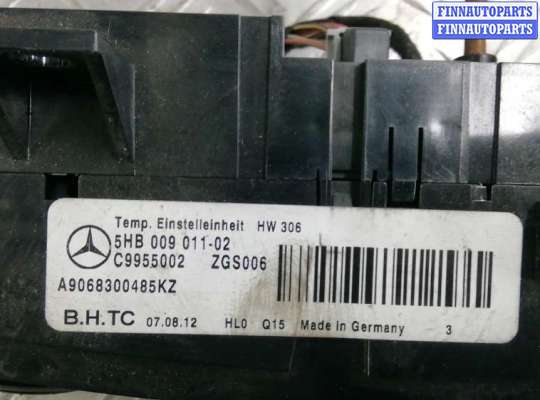 FINNAUTOPARTS
FINNAUTOPARTS
Temp. Einstelleinheit HW 306
5HB 009 011-02
C9955002 ZGS006
A9068300485KZ
B.H.TC 07.08.12 HL0 Q15 Made in Germany 3